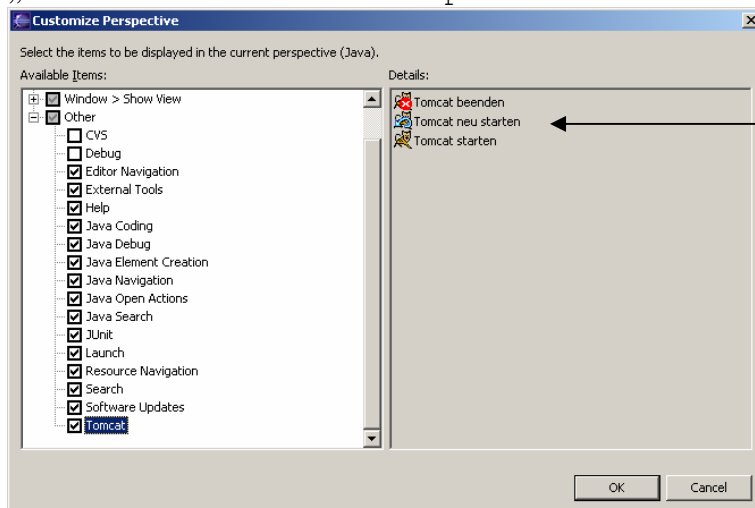 Customize Perspective
Select the items to be displayed in the current perspective (Java).
Available Items:
Window > Show View
Other
CVS
Debug
Editor Navigation
External Tools
Help
Java Coding
Java Debug
Java Element Creation
Java Navigation
Java Open Actions
Java Search
JUnit
Launch
Resource Navigation
Search
Software Updates
Tomcat
Details:
Tomcat beenden
Tomcat neu starten
Tomcat starten
OK Cancel